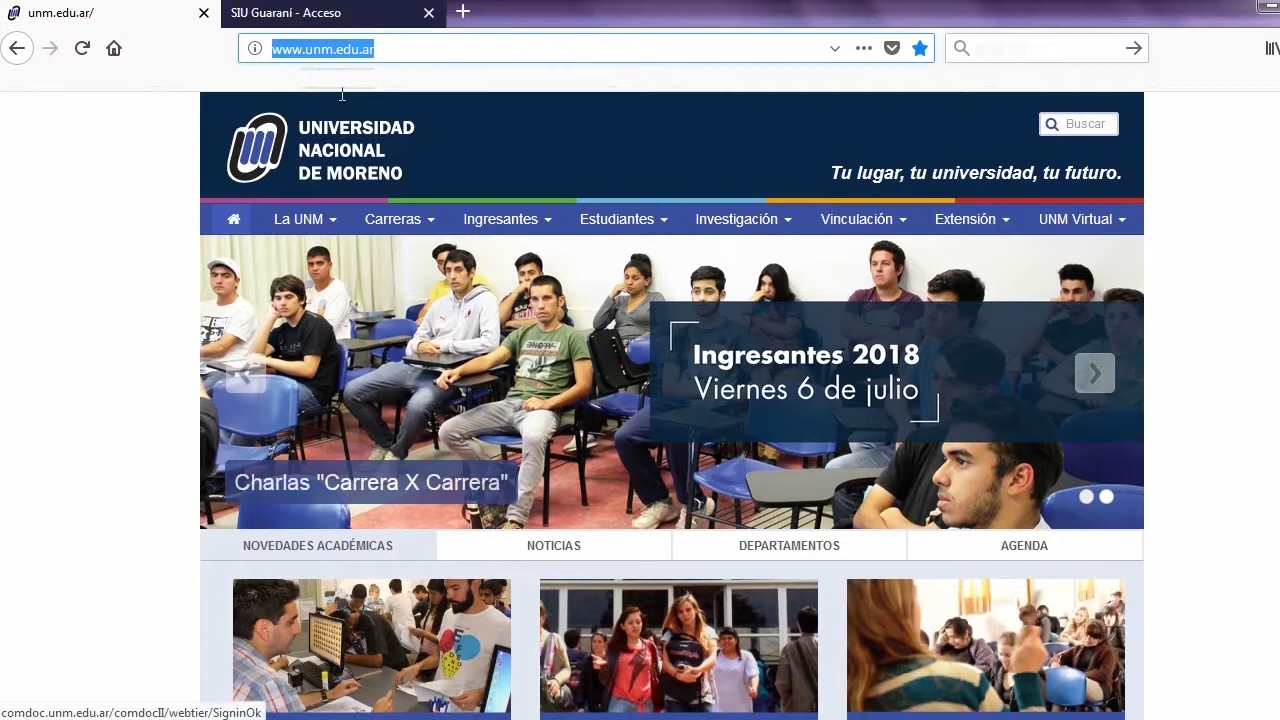 unm.edu.ar/
SIU Guaraní - Acceso
www.unm.edu.ar
UNIVERSIDAD
NACIONAL
DE MORENO
Buscar
Tu lugar, tu universidad, tu futuro.
La UNM
Carreras
Ingresantes
Estudiantes
Investigación
Vinculación
Extensión
UNM Virtual
Ingresantes 2018
Viernes 6 de julio
Charlas "Carrera X Carrera"
NOVEDADES ACADÉMICAS
NOTICIAS
DEPARTAMENTOS
AGENDA
comdoc.unm.edu.ar/comdocII/webtier/SigninOk